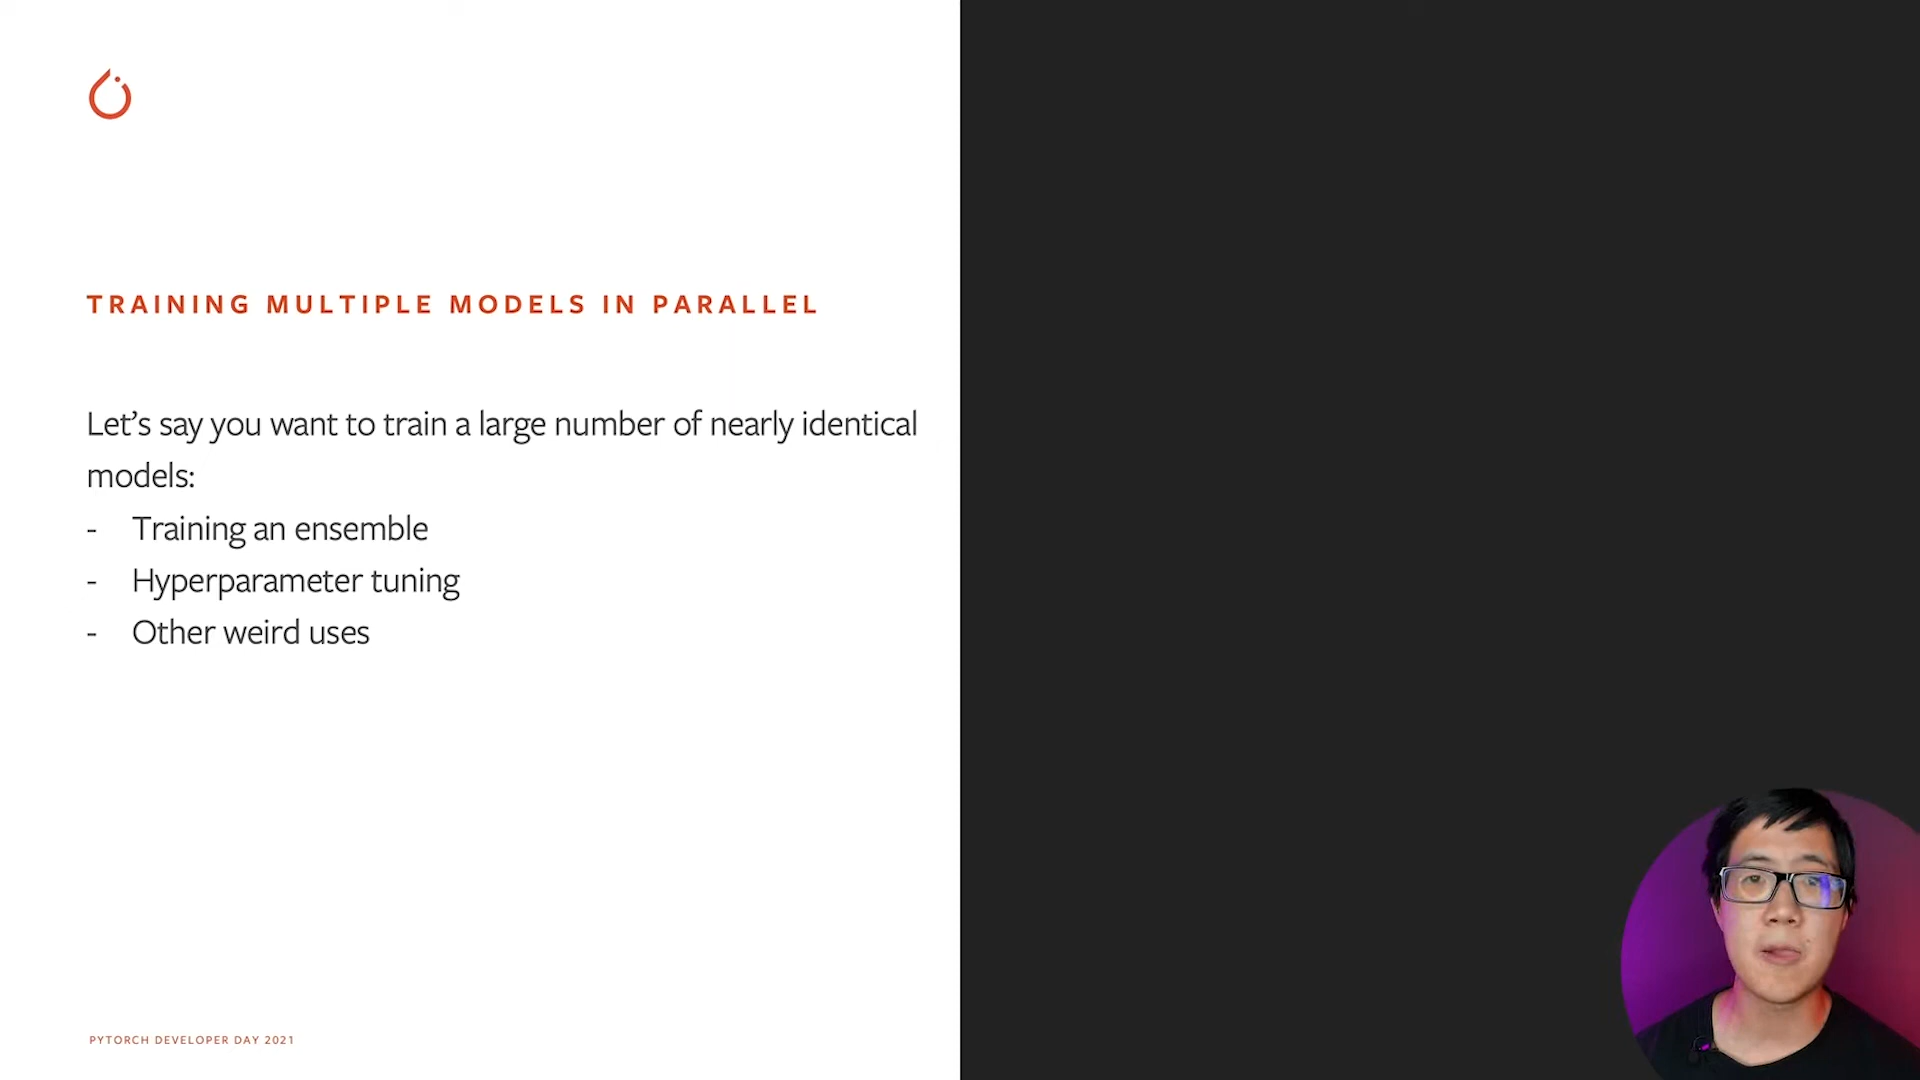 TRAINING MULTIPLE MODELS IN PARALLEL
Let’s say you want to train a large number of nearly identical
models:
- Training an ensemble
- Hyperparameter tuning
- Other weird uses
PYTORCH DEVELOPER DAY 2021